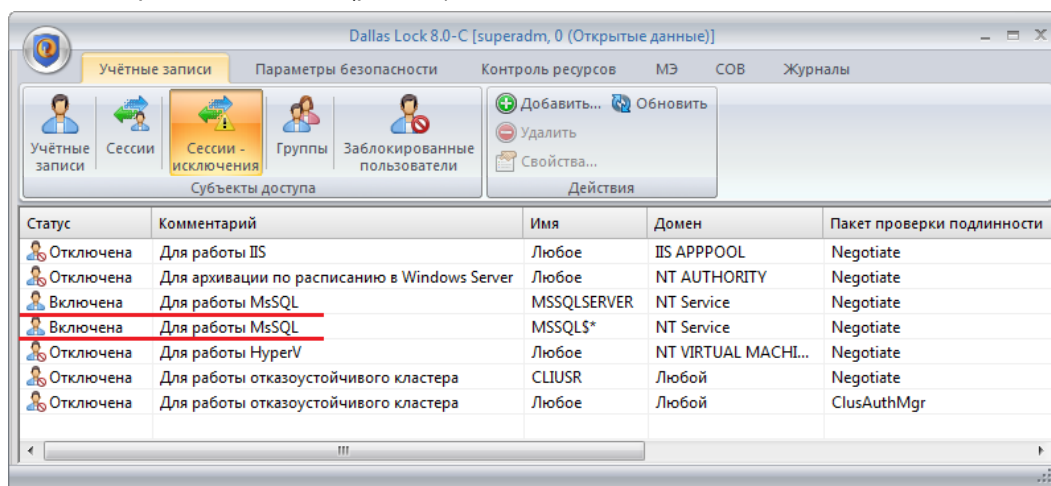 Dallas Lock 8.0-C [superadm, 0 (Открытые данные)]
Учётные записи Параметры безопасности Контроль ресурсов МЭ СОВ Журналы
Учётные записи
Сессии
Сессии - исключения
Группы
Заблокированные пользователи
Субъекты доступа
Добавить... Обновить
Удалить
Свойства...
Действия
Статус Комментарий Имя Домен Пакет проверки подлинности
Отключена Для работы IIS Любое IIS APPPOOL Negotiate
Отключена Для архивации по расписанию в Windows Server Любое NT AUTHORITY Negotiate
Включена Для работы MsSQL MSSQLSERVER NT Service Negotiate
Включена Для работы MsSQL MSSQL$* NT Service Negotiate
Отключена Для работы HyperV Любое NT VIRTUAL MACHI... Negotiate
Отключена Для работы отказоустойчивого кластера CLIUSR Любой Negotiate
Отключена Для работы отказоустойчивого кластера Любое Любой ClusAuthMgr